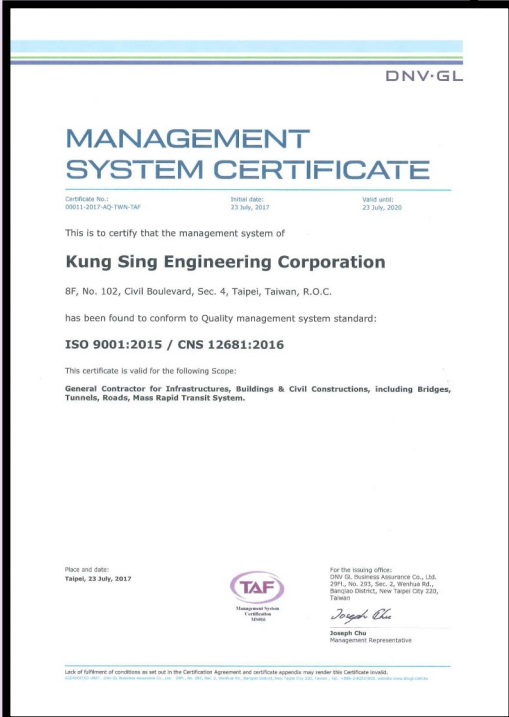 DNV·GL
MANAGEMENT
SYSTEM CERTIFICATE
Certificate No.: Initial date: Valid until:
00011-2017-AQ-TWN-TAF 23 July, 2017 23 July, 2020
This is to certify that the management system of
Kung Sing Engineering Corporation
8F, No. 102, Civil Boulevard, Sec. 4, Taipei, Taiwan, R.O.C.
has been found to conform to Quality management system standard:
ISO 9001:2015 / CNS 12681:2016
This certificate is valid for the following Scope:
General Contractor for Infrastructures, Buildings & Civil Constructions, including Bridges,
Tunnels, Roads, Mass Rapid Transit System.
Place and date:
Taipei, 23 July, 2017
TAF
Management System
Certification
For the issuing office:
DNV GL Business Assurance Co., Ltd.
29Fl., No. 293, Sec. 2, Wenhua Rd.,
Banqiao District, New Taipei City 220,
Taiwan
Joseph Chu
Joseph Chu
Management Representative
Lack of fulfilment of conditions as set out in the Certification Agreement and certificate appendix may render this Certificate invalid.